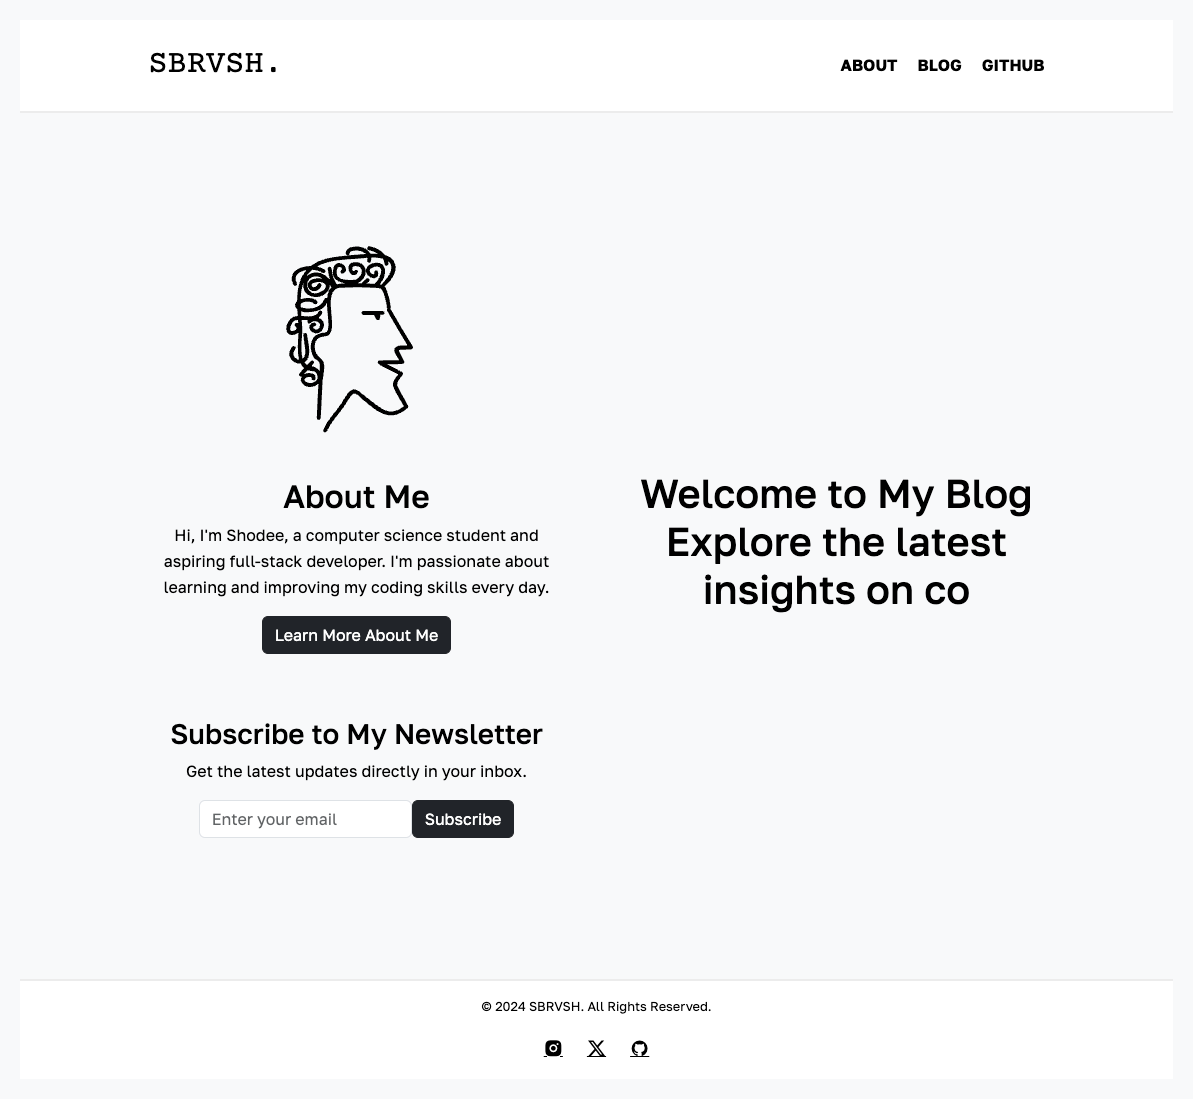 SBRVSH.
ABOUT BLOG GITHUB
About Me
Hi, I'm Shodee, a computer science student and
aspiring full-stack developer. I'm passionate about
learning and improving my coding skills every day.
Learn More About Me
Subscribe to My Newsletter
Get the latest updates directly in your inbox.
Enter your email
Subscribe
Welcome to My Blog
Explore the latest
insights on co
© 2024 SBRVSH. All Rights Reserved.